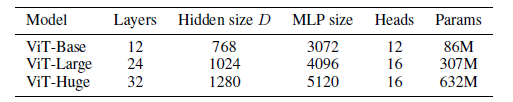 Model Layers Hidden size D MLP size Heads Params
ViT-Base 12 768 3072 12 86M
ViT-Large 24 1024 4096 16 307M
ViT-Huge 32 1280 5120 16 632M